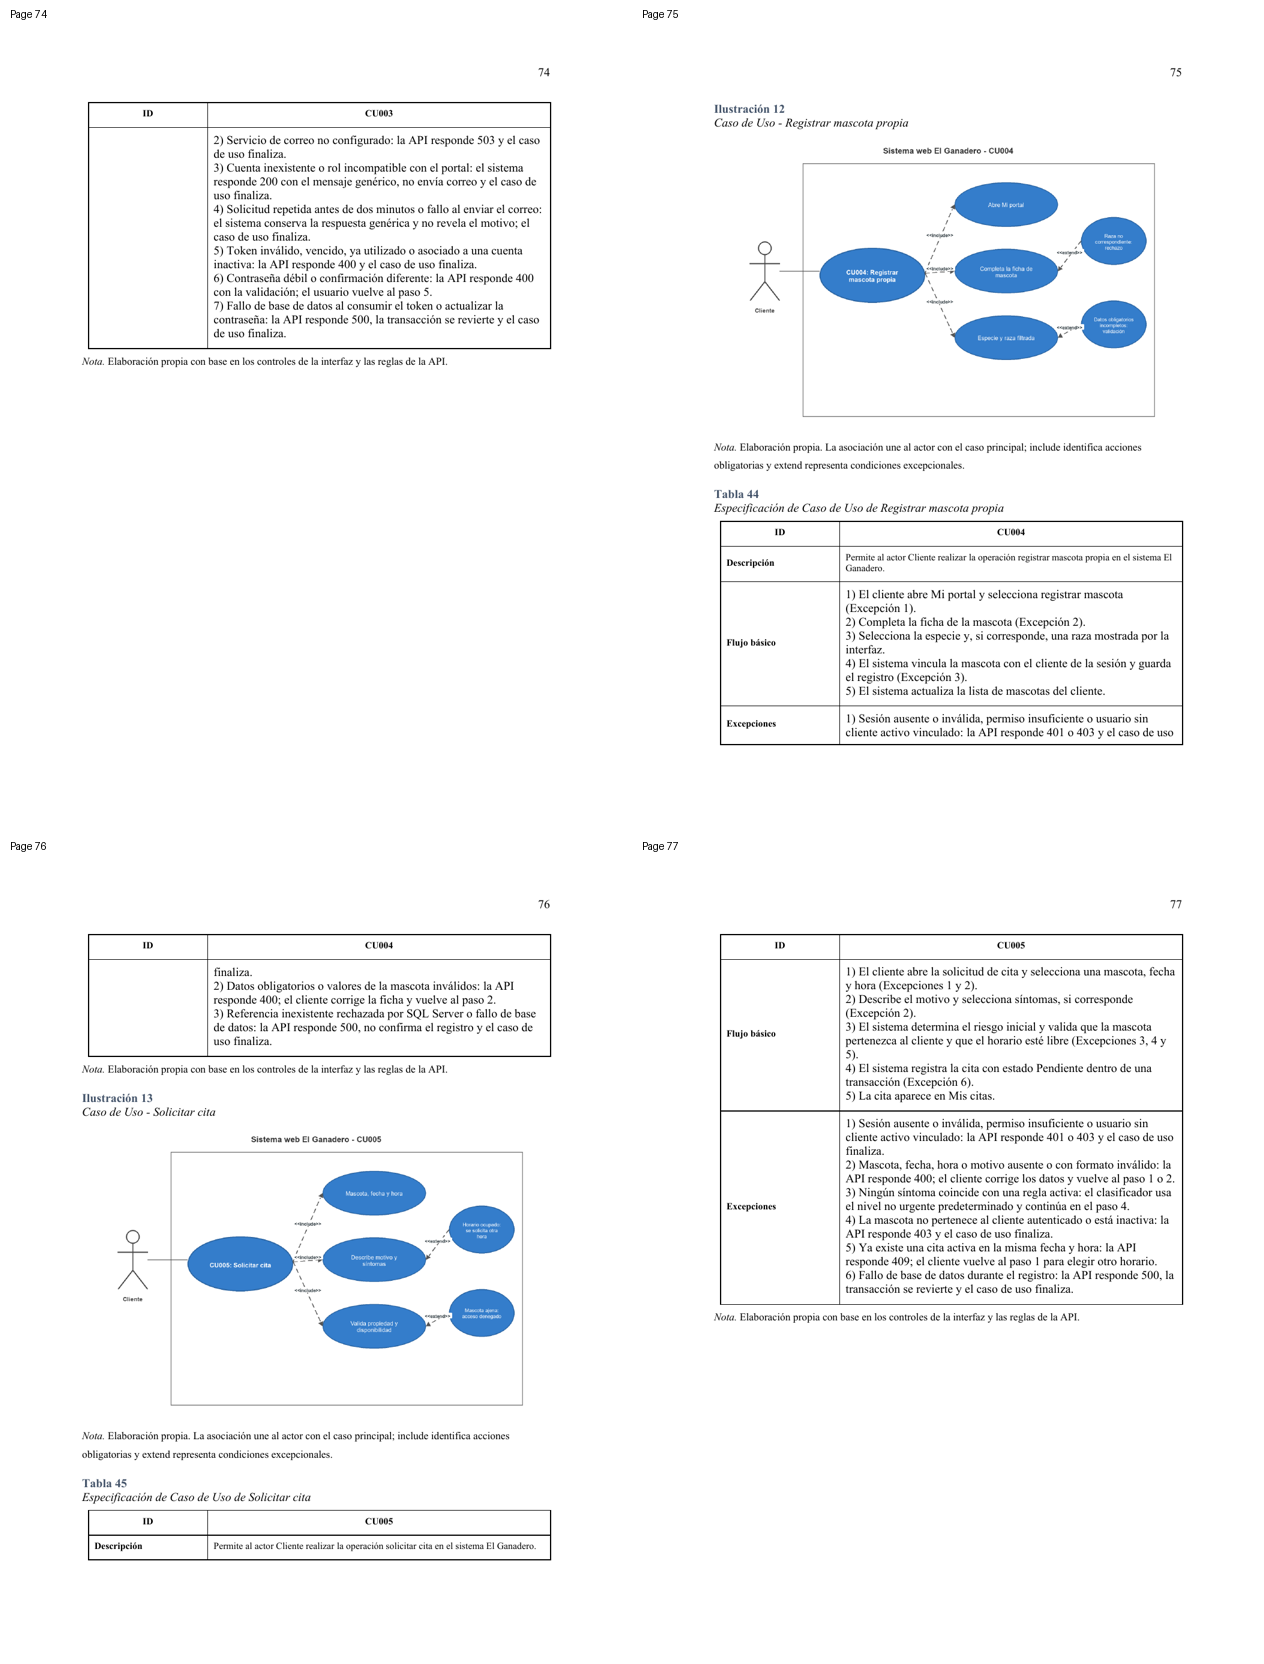 Page 74
74
ID CU003
2) Servicio de correo no configurado: la API responde 503 y el caso
de uso finaliza.
3) Cuenta inexistente o rol incompatible con el portal: el sistema
responde 200 con el mensaje genérico, no envía correo y el caso de
uso finaliza.
4) Solicitud repetida antes de dos minutos o fallo al enviar el correo:
el sistema conserva la respuesta genérica y no revela el motivo; el
caso de uso finaliza.
5) Token inválido, vencido, ya utilizado o asociado a una cuenta
inactiva: la API responde 400 y el caso de uso finaliza.
6) Contraseña débil o confirmación diferente: la API responde 400
con la validación; el usuario vuelve al paso 5.
7) Fallo de base de datos al consumir el token o actualizar la
contraseña: la API responde 500, la transacción se revierte y el caso
de uso finaliza.
Nota. Elaboración propia con base en los controles de la interfaz y las reglas de la API.
Page 75
75
Ilustración 12
Caso de Uso - Registrar mascota propia
Sistema web El Ganadero - CU004
Abre Mi portal
Raza no
correspondiente:
rechazo
<<include>>
<<extend>>
CU004: Registrar
mascota propia
<<include>>
Completa la ficha de
mascota
Cliente
<<include>>
Datos obligatorios
incompletos:
validación
<<extend>>
Especie y raza filtrada
Nota. Elaboración propia. La asociación une al actor con el caso principal; include identifica acciones
obligatorias y extend representa condiciones excepcionales.
Tabla 44
Especificación de Caso de Uso de Registrar mascota propia
ID CU004
Descripción
Permite al actor Cliente realizar la operación registrar mascota propia en el sistema El
Ganadero.
Flujo básico
1) El cliente abre Mi portal y selecciona registrar mascota
(Excepción 1).
2) Completa la ficha de la mascota (Excepción 2).
3) Selecciona la especie y, si corresponde, una raza mostrada por la
interfaz.
4) El sistema vincula la mascota con el cliente de la sesión y guarda
el registro (Excepción 3).
5) El sistema actualiza la lista de mascotas del cliente.
Excepciones
1) Sesión ausente o inválida, permiso insuficiente o usuario sin
cliente activo vinculado: la API responde 401 o 403 y el caso de uso
Page 76
76
ID CU004
finaliza.
2) Datos obligatorios o valores de la mascota inválidos: la API
responde 400; el cliente corrige la ficha y vuelve al paso 2.
3) Referencia inexistente rechazada por SQL Server o fallo de base
de datos: la API responde 500, no confirma el registro y el caso de
uso finaliza.
Nota. Elaboración propia con base en los controles de la interfaz y las reglas de la API.
Ilustración 13
Caso de Uso - Solicitar cita
Sistema web El Ganadero - CU005
Mascota, fecha y hora
Horario ocupado:
se solicita otra
hora
<<include>>
<<extend>>
CU005: Solicitar cita
<<include>>
Describe motivo y
síntomas
Cliente
<<include>>
Mascota ajena:
acceso denegado
<<extend>>
Valida propiedad y
disponibilidad
Nota. Elaboración propia. La asociación une al actor con el caso principal; include identifica acciones
obligatorias y extend representa condiciones excepcionales.
Tabla 45
Especificación de Caso de Uso de Solicitar cita
ID CU005
Descripción Permite al actor Cliente realizar la operación solicitar cita en el sistema El Ganadero.
Page 77
77
ID CU005
Flujo básico
1) El cliente abre la solicitud de cita y selecciona una mascota, fecha
y hora (Excepciones 1 y 2).
2) Describe el motivo y selecciona síntomas, si corresponde
(Excepción 2).
3) El sistema determina el riesgo inicial y valida que la mascota
pertenezca al cliente y que el horario esté libre (Excepciones 3, 4 y
5).
4) El sistema registra la cita con estado Pendiente dentro de una
transacción (Excepción 6).
5) La cita aparece en Mis citas.
Excepciones
1) Sesión ausente o inválida, permiso insuficiente o usuario sin
cliente activo vinculado: la API responde 401 o 403 y el caso de uso
finaliza.
2) Mascota, fecha, hora o motivo ausente o con formato inválido: la
API responde 400; el cliente corrige los datos y vuelve al paso 1 o 2.
3) Ningún síntoma coincide con una regla activa: el clasificador usa
el nivel no urgente predeterminado y continúa en el paso 4.
4) La mascota no pertenece al cliente autenticado o está inactiva: la
API responde 403 y el caso de uso finaliza.
5) Ya existe una cita activa en la misma fecha y hora: la API
responde 409; el cliente vuelve al paso 1 para elegir otro horario.
6) Fallo de base de datos durante el registro: la API responde 500, la
transacción se revierte y el caso de uso finaliza.
Nota. Elaboración propia con base en los controles de la interfaz y las reglas de la API.